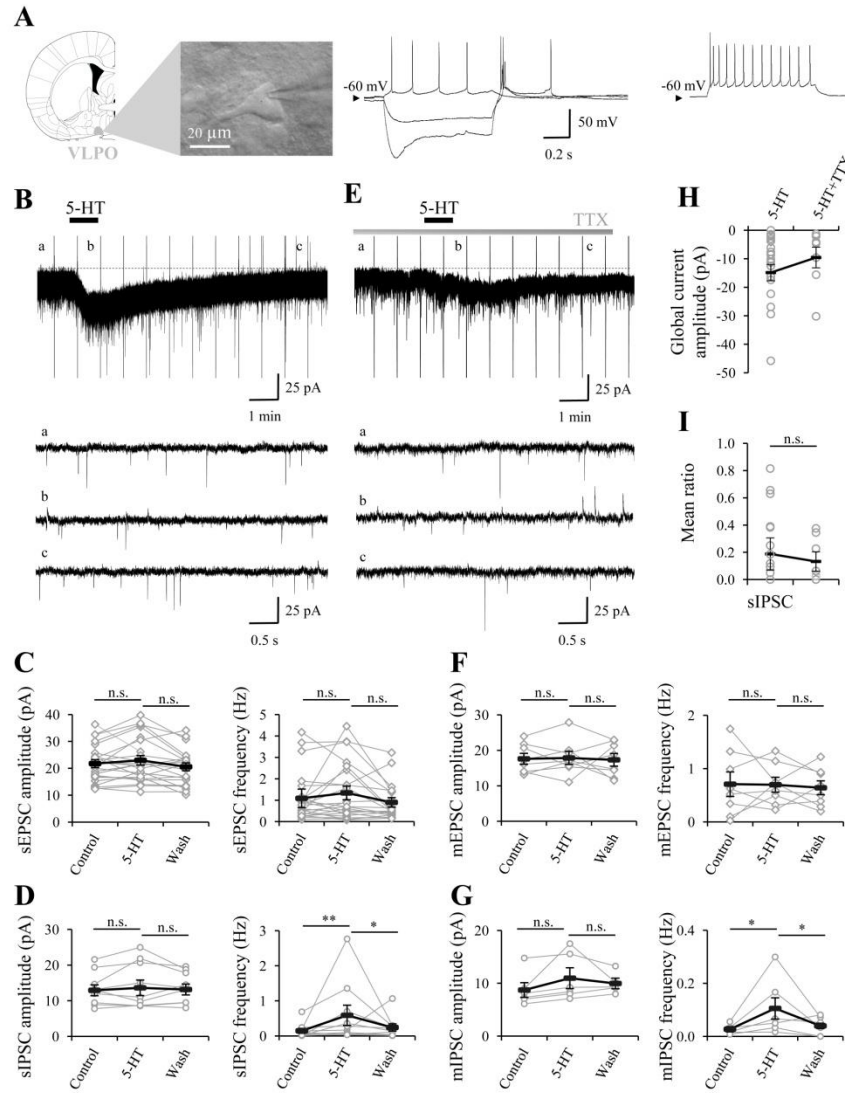 A
VLPO
20 µm
-60 mV
50 mV
0.2 s
-60 mV
B
5-HT
a
b
c
25 pA
1 min
a
b
c
25 pA
0.5 s
E
5-HT
TTX
a
b
c
25 pA
1 min
a
b
c
25 pA
0.5 s
H
5-HT
5-HT+TTX
Global current
amplitude (pA)
0
-10
-20
-30
-40
-50
I
n.s.
Mean ratio
1.0
0.8
0.6
0.4
0.2
0.0
sIPSC
C
n.s.
n.s.
sEPSC amplitude (pA)
50
40
30
20
10
0
Control
5-HT
Wash
n.s.
n.s.
sEPSC frequency (Hz)
5
4
3
2
1
0
Control
5-HT
Wash
F
n.s.
n.s.
mEPSC amplitude (pA)
30
20
10
0
Control
5-HT
Wash
n.s.
n.s.
mEPSC frequency (Hz)
2
1
0
Control
5-HT
Wash
D
n.s.
n.s.
sIPSC amplitude (pA)
30
20
10
0
Control
5-HT
Wash
**
*
sIPSC frequency (Hz)
3
2
1
0
Control
5-HT
Wash
G
n.s.
n.s.
mIPSC amplitude (pA)
20
10
0
Control
5-HT
Wash
*
*
mIPSC frequency (Hz)
0.4
0.2
0.0
Control
5-HT
Wash